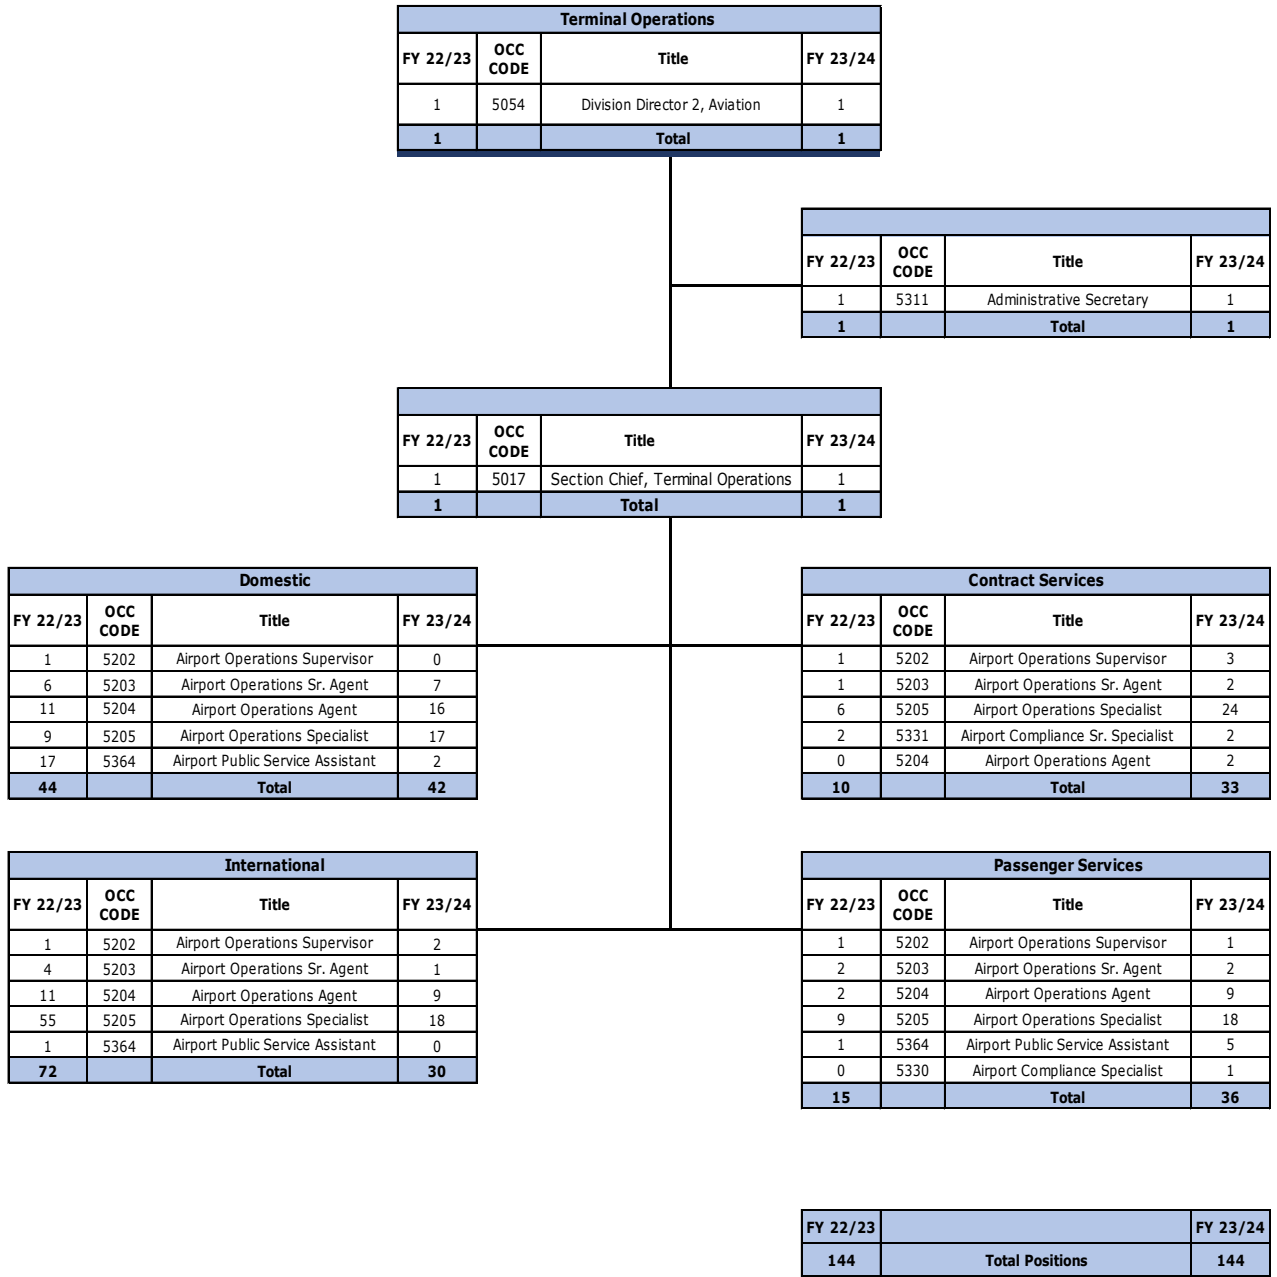 Terminal Operations
FY 22/23 OCC CODE Title FY 23/24
1 5054 Division Director 2, Aviation 1
1 Total 1
FY 22/23 OCC CODE Title FY 23/24
1 5311 Administrative Secretary 1
1 Total 1
FY 22/23 OCC CODE Title FY 23/24
1 5017 Section Chief, Terminal Operations 1
1 Total 1
Domestic
FY 22/23 OCC CODE Title FY 23/24
1 5202 Airport Operations Supervisor 0
6 5203 Airport Operations Sr. Agent 7
11 5204 Airport Operations Agent 16
9 5205 Airport Operations Specialist 17
17 5364 Airport Public Service Assistant 2
44 Total 42
Contract Services
FY 22/23 OCC CODE Title FY 23/24
1 5202 Airport Operations Supervisor 3
1 5203 Airport Operations Sr. Agent 2
6 5205 Airport Operations Specialist 24
2 5331 Airport Compliance Sr. Specialist 2
0 5204 Airport Operations Agent 2
10 Total 33
International
FY 22/23 OCC CODE Title FY 23/24
1 5202 Airport Operations Supervisor 2
4 5203 Airport Operations Sr. Agent 1
11 5204 Airport Operations Agent 9
55 5205 Airport Operations Specialist 18
1 5364 Airport Public Service Assistant 0
72 Total 30
Passenger Services
FY 22/23 OCC CODE Title FY 23/24
1 5202 Airport Operations Supervisor 1
2 5203 Airport Operations Sr. Agent 2
2 5204 Airport Operations Agent 9
9 5205 Airport Operations Specialist 18
1 5364 Airport Public Service Assistant 5
0 5330 Airport Compliance Specialist 1
15 Total 36
FY 22/23 FY 23/24
144 Total Positions 144